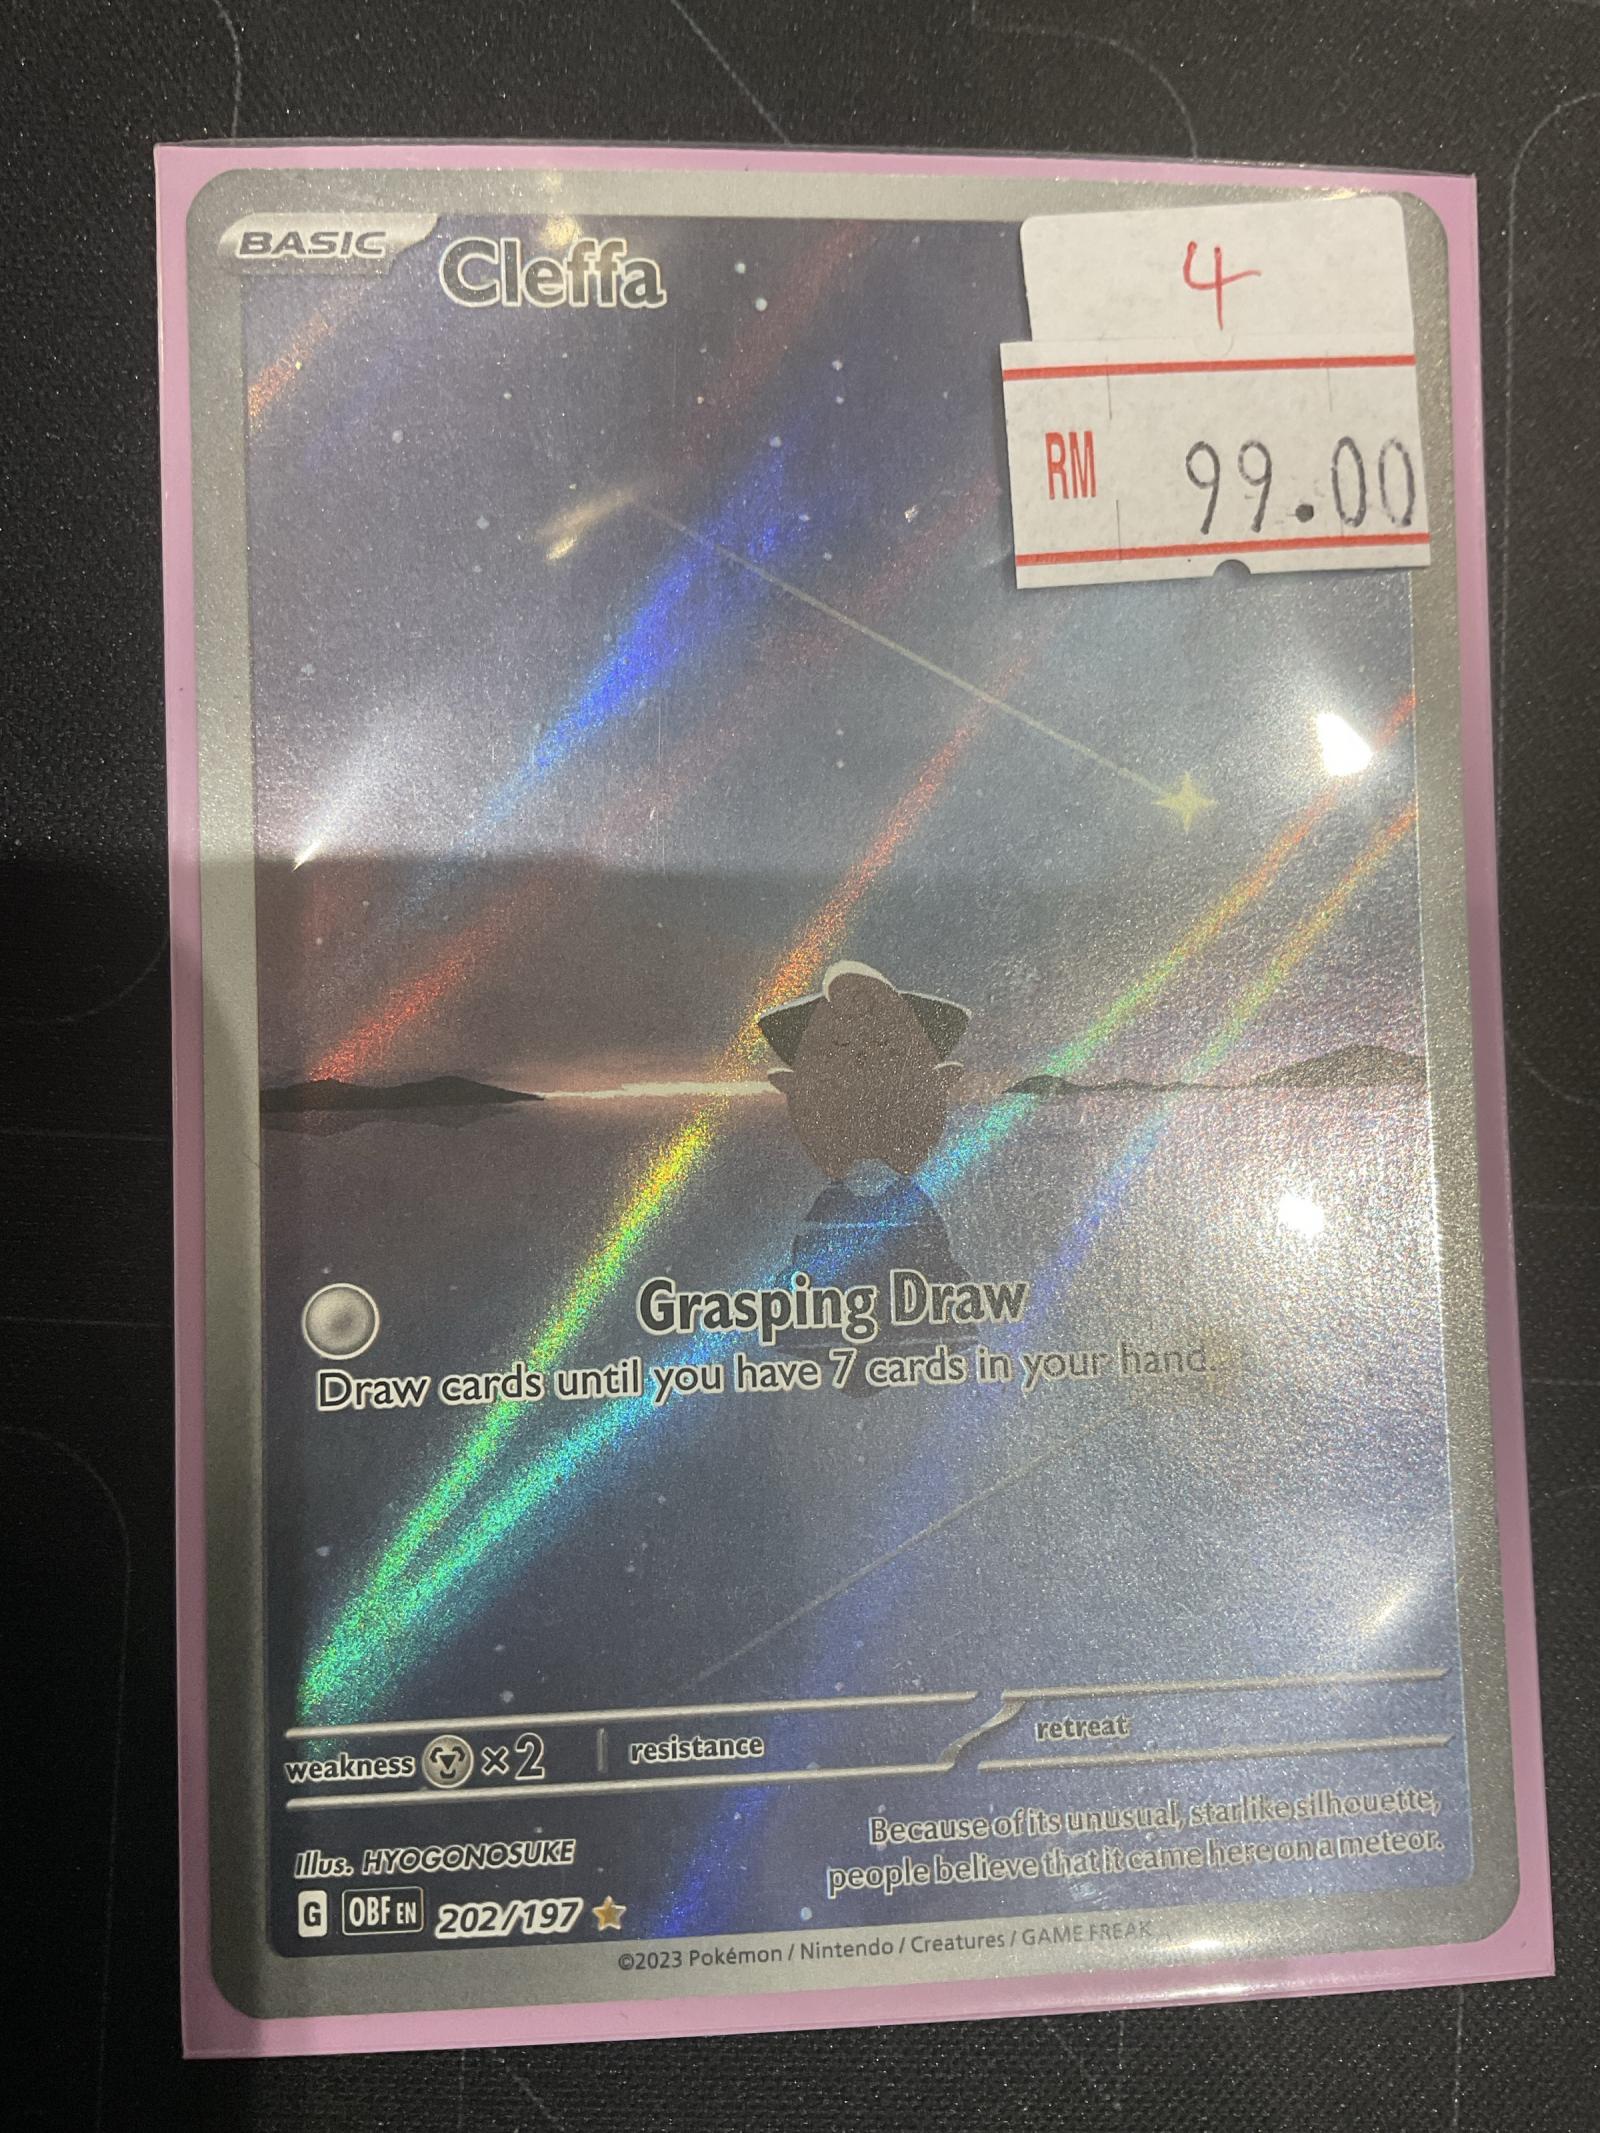 BASIC Cleffa
4
RM 99.00
Grasping Draw
Draw cards until you have 7 cards in your hand.
weakness ×2 resistance retreat
Because of its unusual, starlike silhouette,
people believe that it came here on a meteor.
Illus. HYOGONOSUKE
G OBF EN 202/197
©2023 Pokémon / Nintendo / Creatures / GAME FREAK